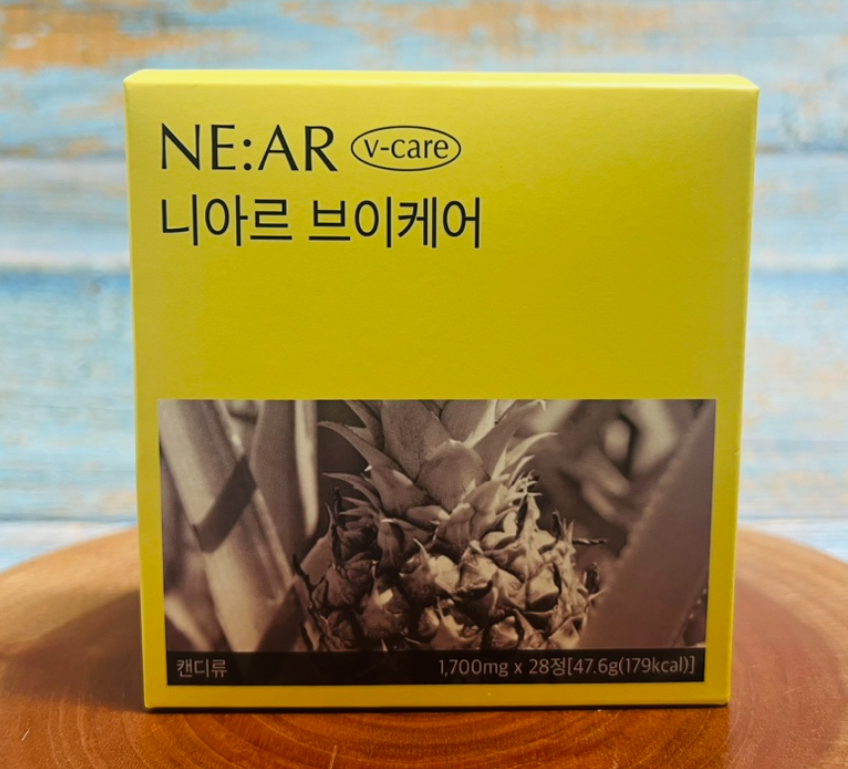 NE:AR v-care
니아르 브이케어
캔디류 1,700mg x 28정[47.6g(179kcal)]